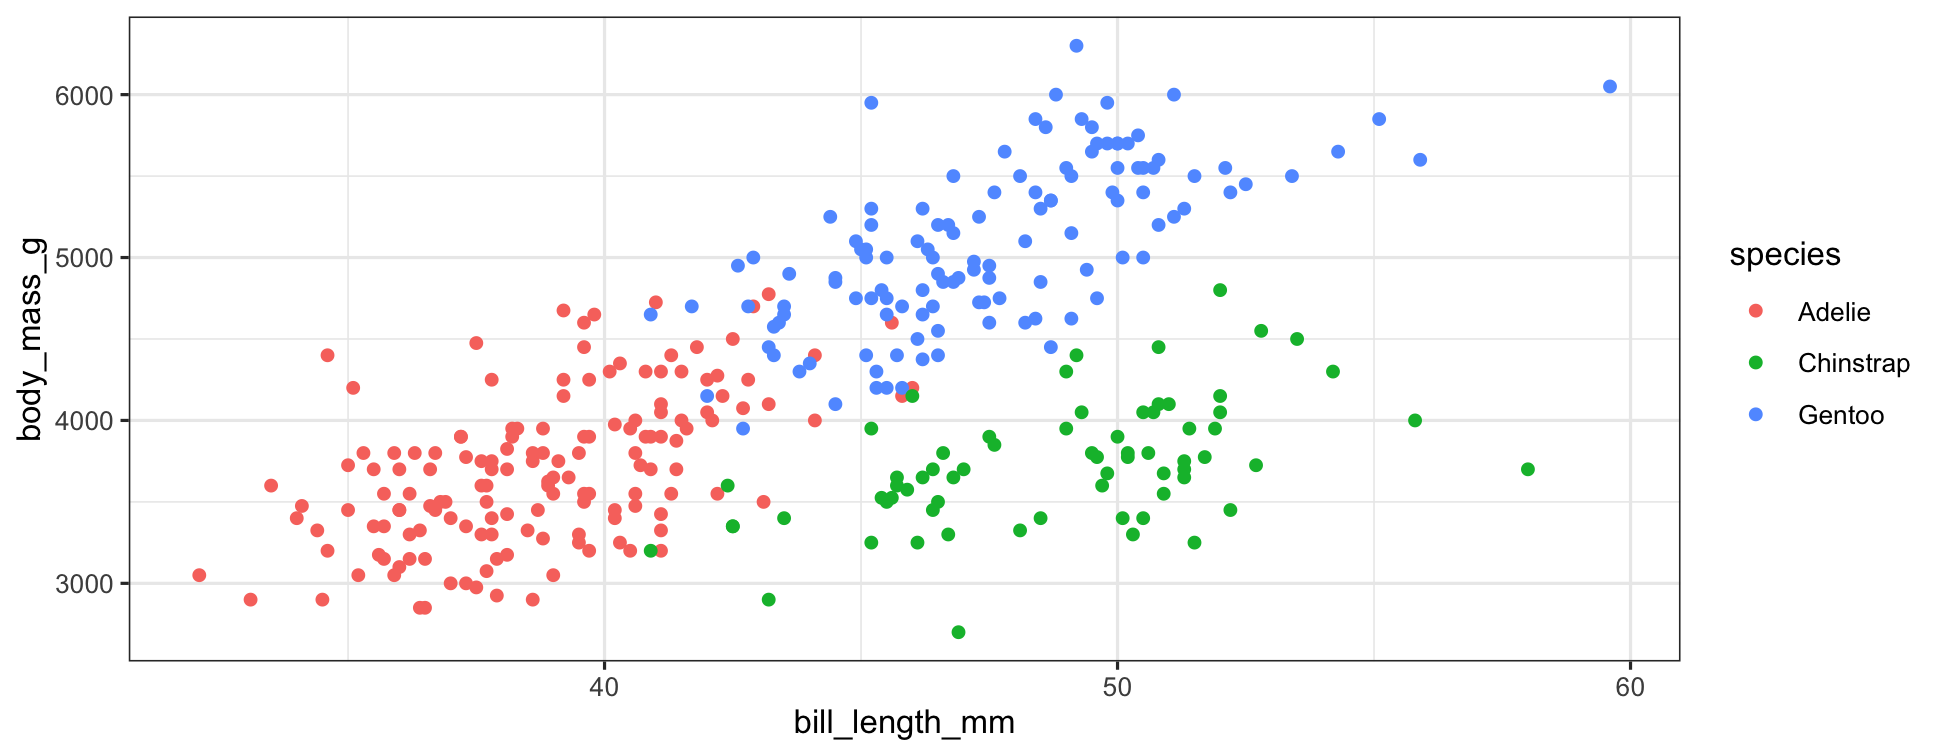 6000
5000
4000
3000
body_mass_g
40
50
60
bill_length_mm
species
Adelie
Chinstrap
Gentoo